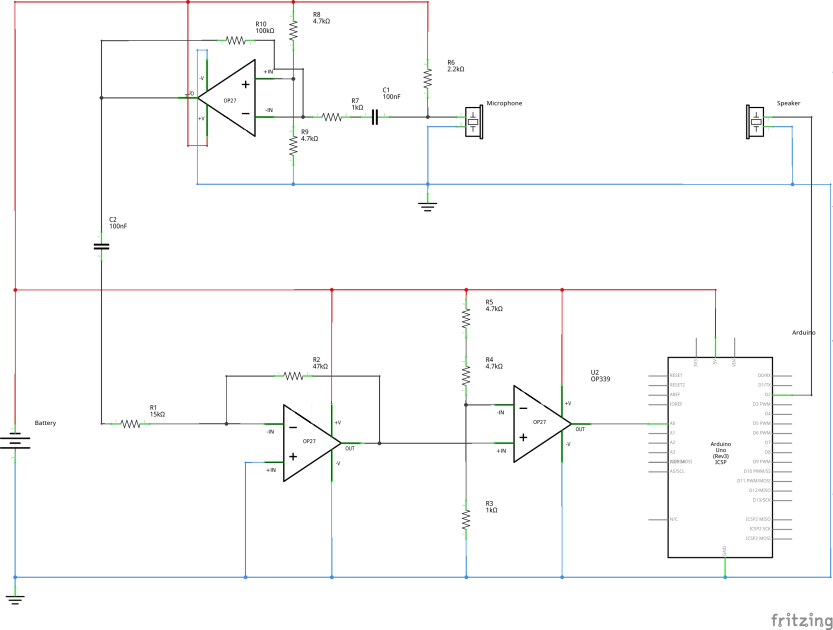 R10
100kΩ
R8
4.7kΩ
R6
2.2kΩ
-V
+IN
OP27
+V
-IN
R7
1kΩ
C1
100nF
Microphone
Speaker
R9
4.7kΩ
C2
100nF
R5
4.7kΩ
Arduino
R2
47kΩ
R4
4.7kΩ
U2
OP339
R1
15kΩ
Battery
+V
-IN
OP27
OUT
-V
+IN
+V
-IN
OP27
OUT
-V
+IN
R3
1kΩ
5V
VIN
RESET
RESET2
AREF
IOREF
A0
A1
A2
A3
A5/SCL
N/C
Arduino
Uno
(Rev3)
ICSP
D0/RX
D1/TX
D2
D3 PWM
D4
D5 PWM
D6 PWM
D7
D8
D9 PWM
D10 PWM/SS
D11 PWM/MOSI
D12/MISO
D13/SCK
ICSP2 MISO
ICSP2 SCK
ICSP2 MOSI
GND
fritzing